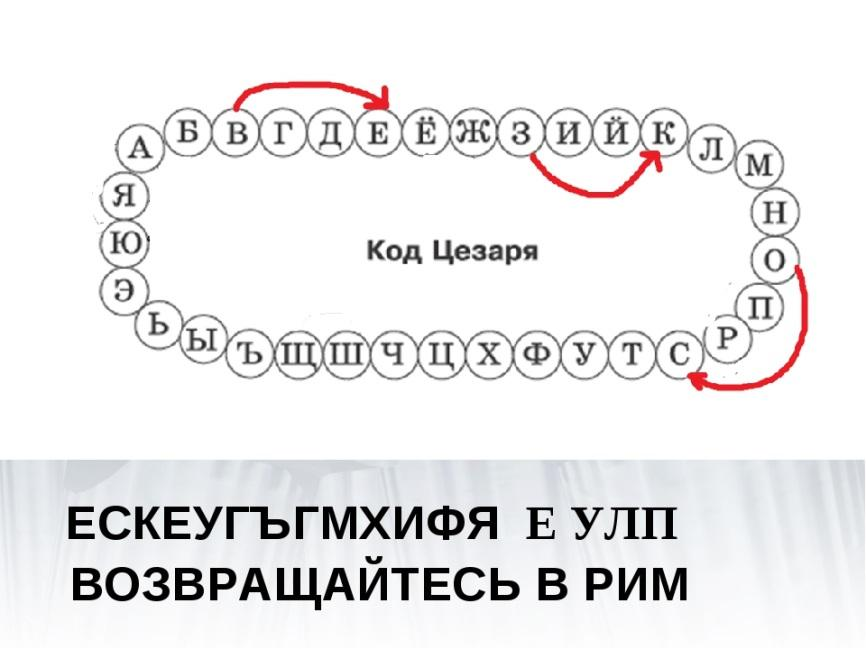 А Б В Г Д Е Ё Ж З И Й К Л М Н О П Р С Т У Ф Х Ц Ч Ш Щ Ъ Ы Ь Э Ю Я
Код Цезаря
ЕСКЕУГЪГМХИФЯ Е УЛП
ВОЗВРАЩАЙТЕСЬ В РИМ